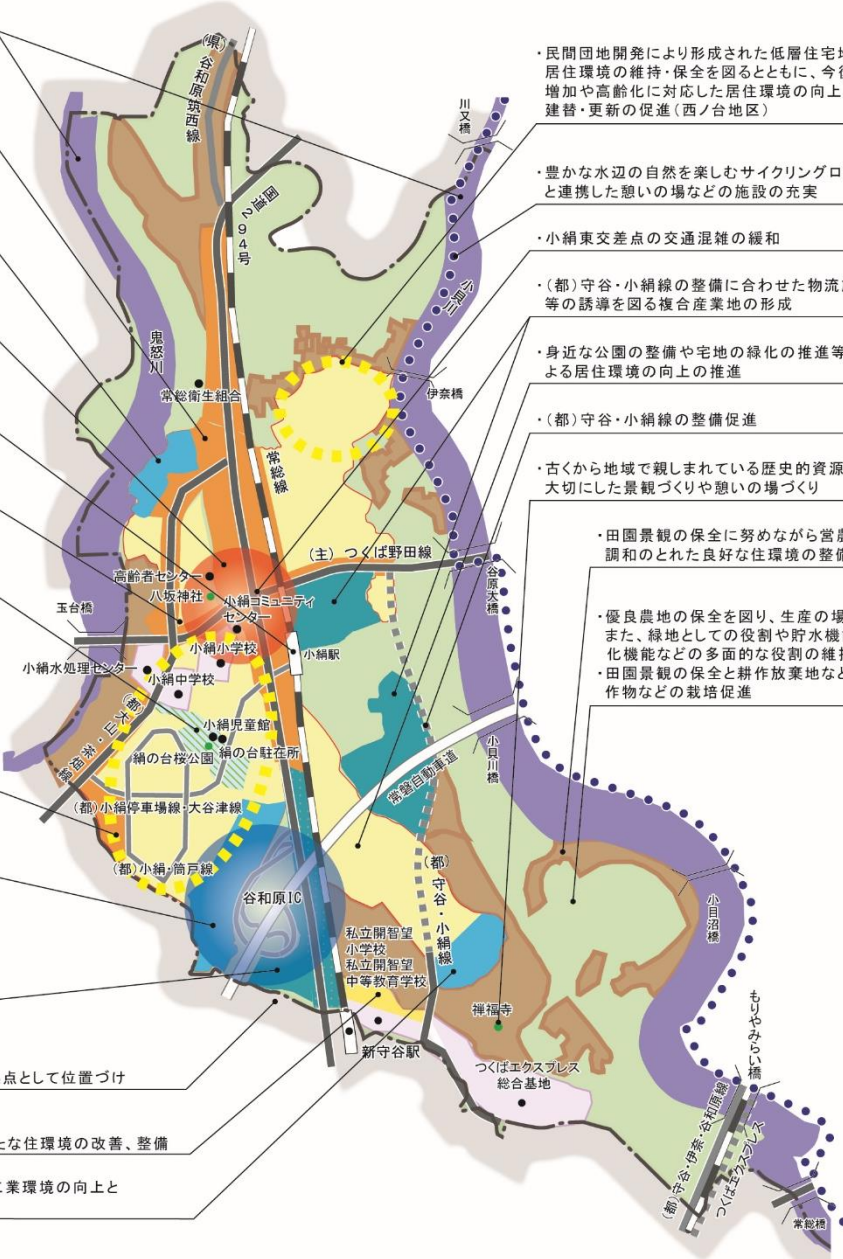 ・民間団地開発により形成された低層住宅地
居住環境の維持・保全を図るとともに、今後
増加や高齢化に対応した居住環境の向上
建替・更新の促進(西ノ台地区)
・豊かな水辺の自然を楽しむサイクリングロ
と連携した憩いの場などの施設の充実
・小絹東交差点の交通混雑の緩和
・(都)守谷・小絹線の整備に合わせた物流
等の誘導を図る複合産業地の形成
・身近な公園の整備や宅地の緑化の推進等
よる居住環境の向上の推進
・(都)守谷・小絹線の整備促進
・古くから地域で親しまれている歴史的資源
大切にした景観づくりや憩いの場づくり
・田園景観の保全に努めながら営農
調和のとれた良好な住環境の整備
・優良農地の保全を図り、生産の場
また、緑地としての役割や貯水機
化機能などの多面的な役割の維持
・田園景観の保全と耕作放棄地など
作物などの栽培促進
(県)谷和原筑西線
国道294号
川又橋
小貝川
鬼怒川
常総衛生組合
伊奈橋
常総線
(主)つくば野田線
高齢者センター
八坂神社
小絹コミュニティ
センター
谷原大橋
玉台橋
小絹駅
小絹小学校
小絹水処理センター
小絹中学校
小絹児童館
絹の台桜公園
絹の台駐在所
(都)大山・茶畑線
小貝川橋
常磐自動車道
(都)小絹停車場線・大谷津線
(都)小絹・筒戸線
(都)守谷・小絹線
谷和原IC
小目沼橋
私立開智望
小学校
私立開智望
中等教育学校
禅福寺
新守谷駅
つくばエクスプレス
総合基地
もりやみらい橋
(都)守谷・伊奈・谷和原線
つくばエクスプレス
常総橋
点として位置づけ
な住環境の改善、整備
業環境の向上と